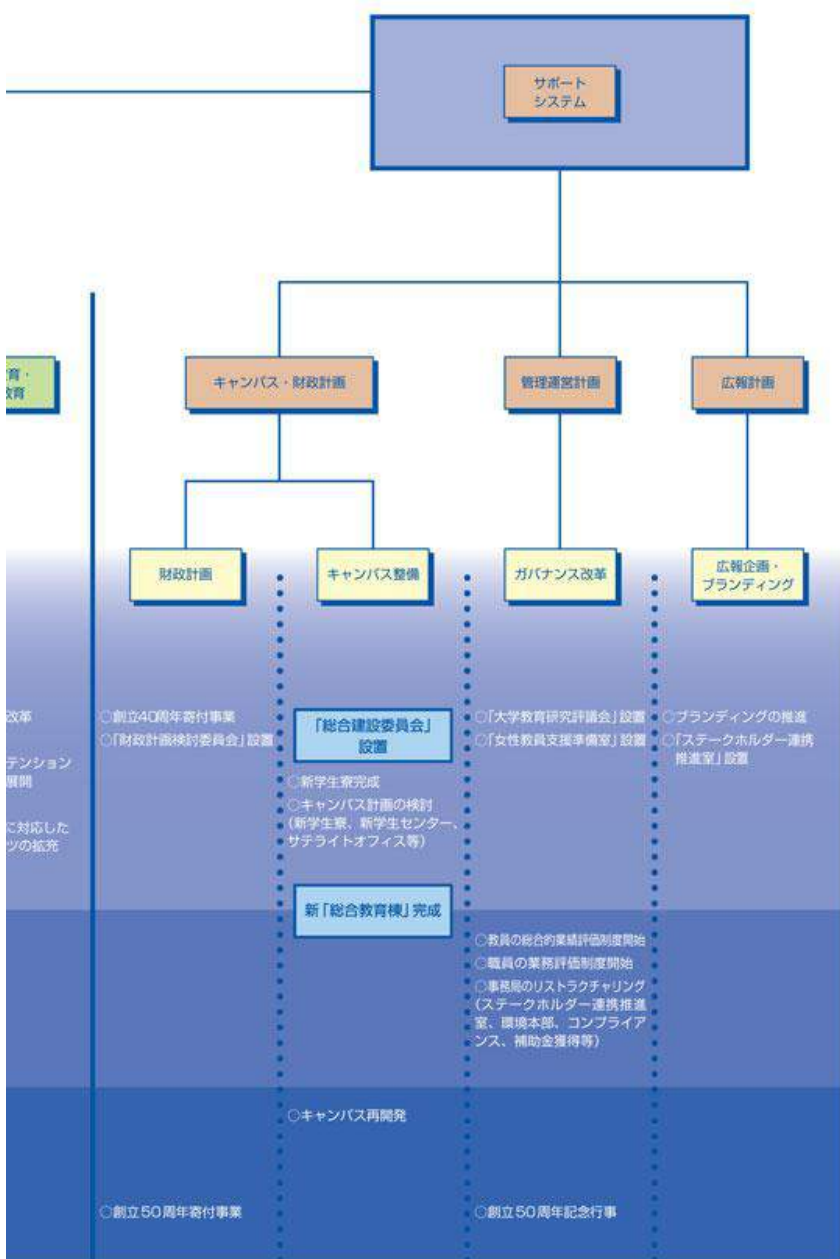 サポート
システム
キャンパス・財政計画
管理運営計画
広報計画
育・
教育
財政計画
キャンパス整備
ガバナンス改革
広報企画・
ブランディング
改革
テンション
展開
に対応した
ツの拡充
○創立40周年寄付事業
○「財政計画検討委員会」設置
「総合建設委員会」
設置
○新学生寮完成
○キャンパス計画の検討
(新学生寮、新学生センター、
サテライトオフィス等)
新「総合教育棟」完成
○「大学教育研究評議会」設置
○「女性教員支援準備室」設置
○ブランディングの推進
○「ステークホルダー連携
推進室」設置
○教員の総合的業績評価制度開始
○職員の業務評価制度開始
○事務局のリストラクチャリング
(ステークホルダー連携推進
室、環境本部、コンプライア
ンス、補助金獲得等)
○キャンパス再開発
○創立50周年寄付事業
○創立50周年記念行事